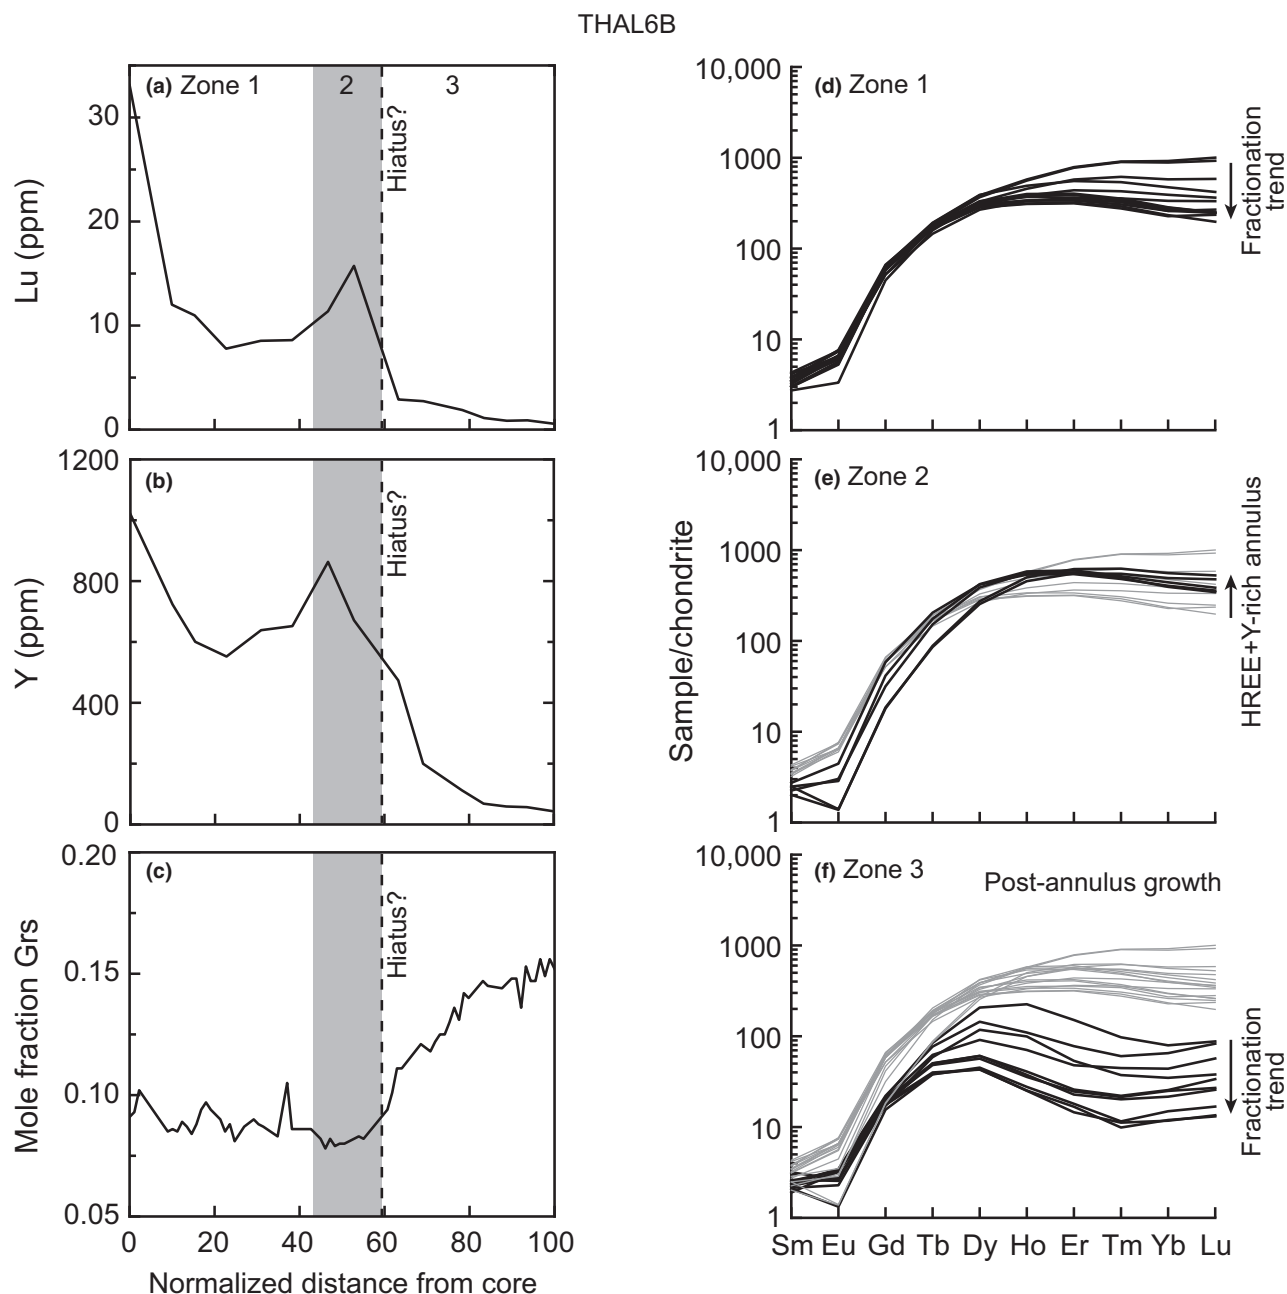 THAL6B
(a) Zone 1 2 3
Hiatus?
Lu (ppm)
30
20
10
0
(b)
Hiatus?
Y (ppm)
1200
800
400
0
(c)
Hiatus?
Mole fraction Grs
0.20
0.15
0.10
0.05
0 20 40 60 80 100
Normalized distance from core
(d) Zone 1
10,000
1000
100
10
1
Fractionation
trend
(e) Zone 2
10,000
1000
100
10
1
HREE+Y-rich annulus
Sample/chondrite
(f) Zone 3
Post-annulus growth
10,000
1000
100
10
1
Fractionation
trend
Sm Eu Gd Tb Dy Ho Er Tm Yb Lu